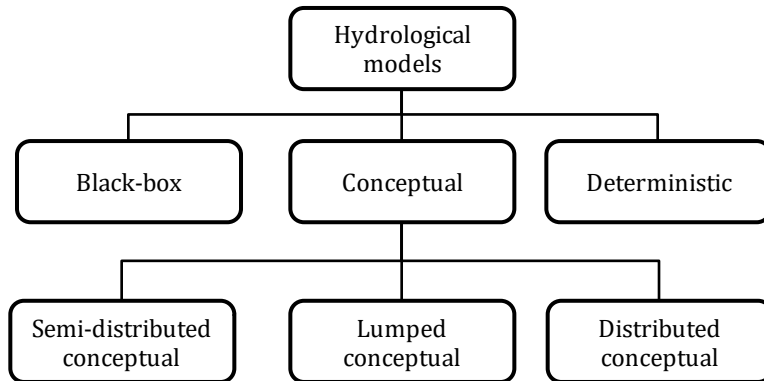 Hydrological
models
Black-box
Conceptual
Deterministic
Semi-distributed
conceptual
Lumped
conceptual
Distributed
conceptual